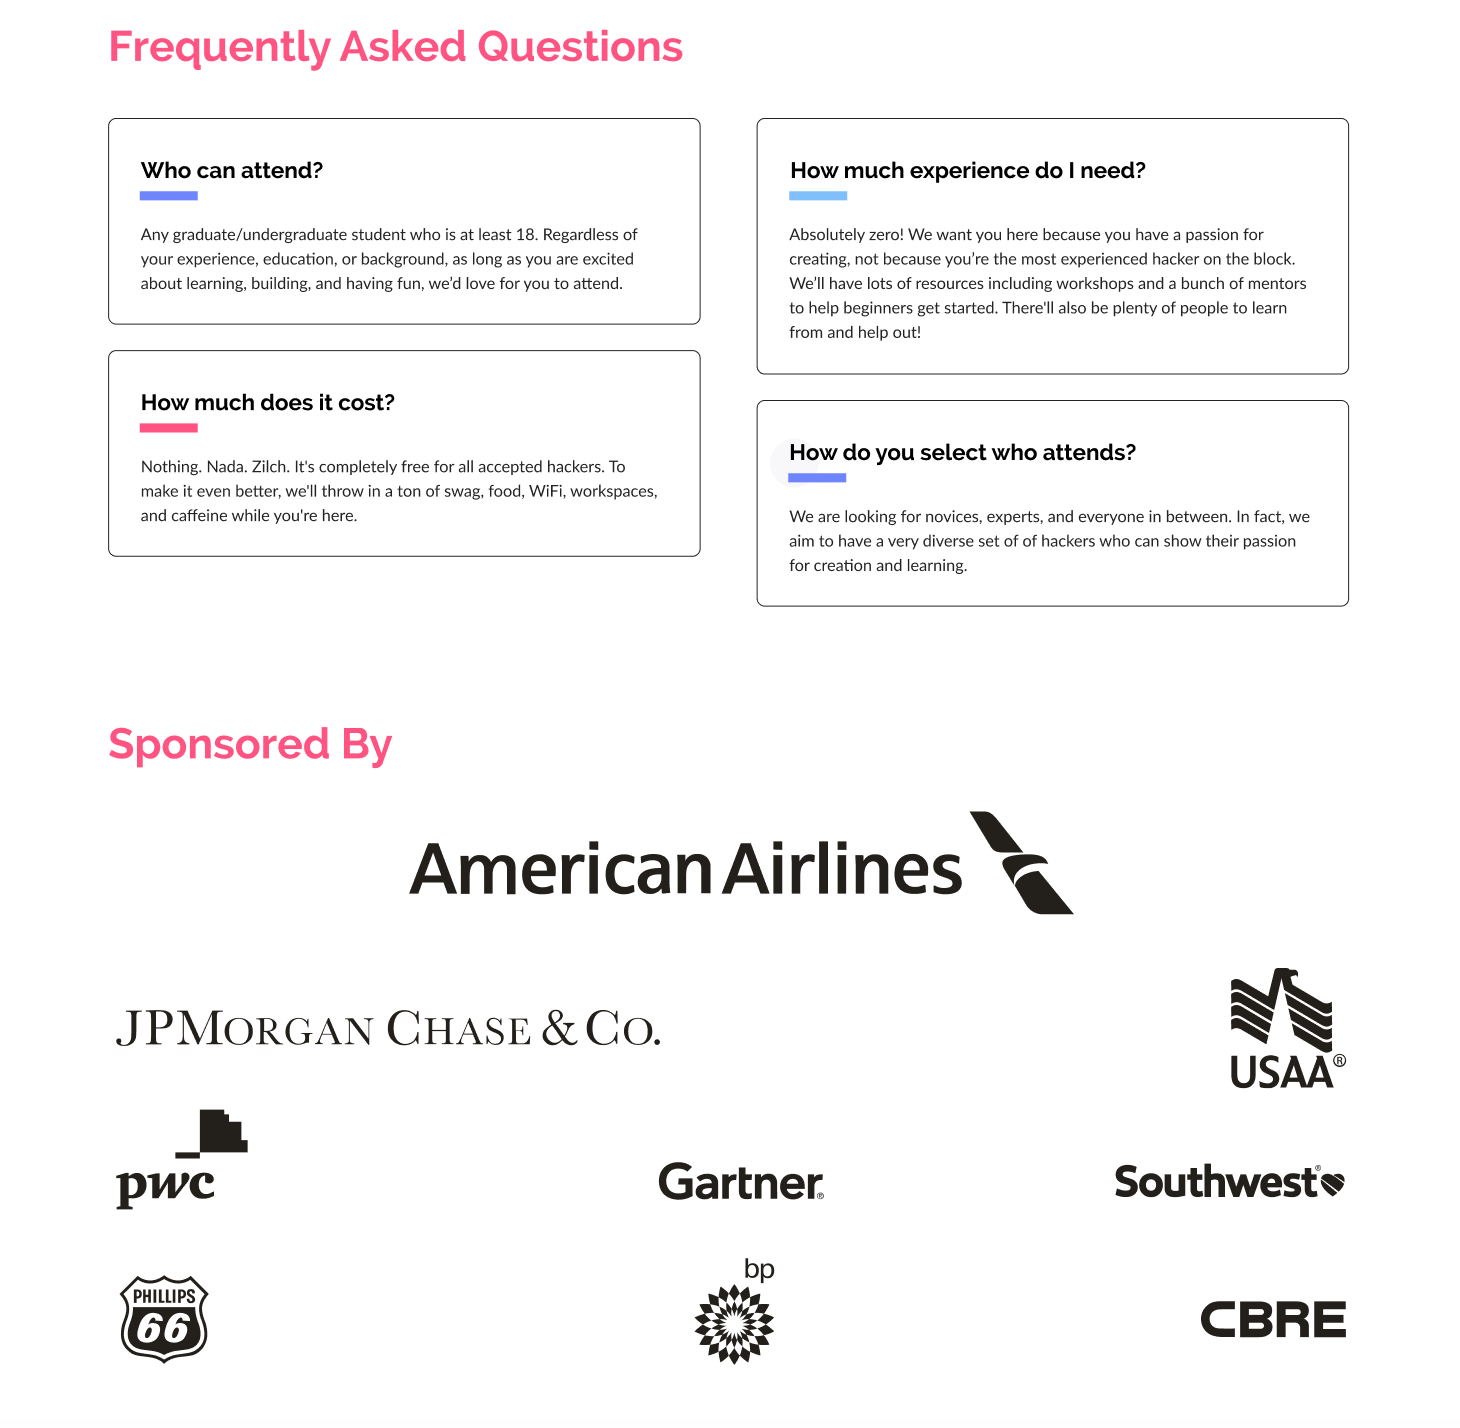 Frequently Asked Questions
Who can attend?
Any graduate/undergraduate student who is at least 18. Regardless of
your experience, education, or background, as long as you are excited
about learning, building, and having fun, we’d love for you to attend.
How much does it cost?
Nothing. Nada. Zilch. It's completely free for all accepted hackers. To
make it even better, we'll throw in a ton of swag, food, WiFi, workspaces,
and caffeine while you're here.
How much experience do I need?
Absolutely zero! We want you here because you have a passion for
creating, not because you’re the most experienced hacker on the block.
We’ll have lots of resources including workshops and a bunch of mentors
to help beginners get started. There'll also be plenty of people to learn
from and help out!
How do you select who attends?
We are looking for novices, experts, and everyone in between. In fact, we
aim to have a very diverse set of of hackers who can show their passion
for creation and learning.
Sponsored By
American Airlines
JPMORGAN CHASE & CO.
USAA®
pwc
Gartner®
Southwest®
PHILLIPS
66
bp
CBRE